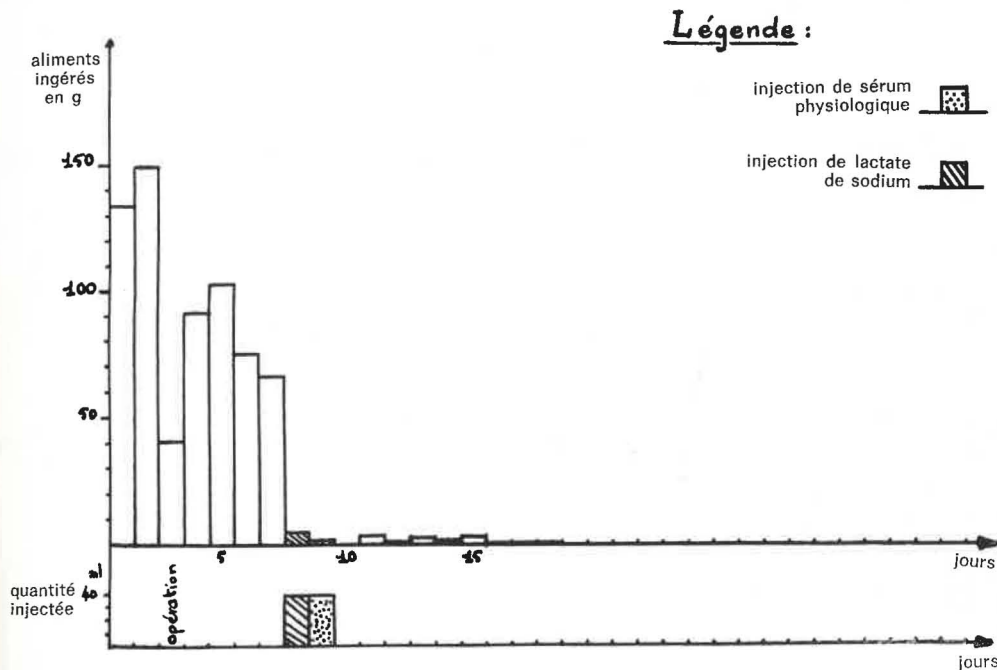 Légende :
aliments
ingérés
en g
injection de sérum
physiologique
injection de lactate
de sodium
150
100
50
5
10
15
jours
ml
quantité
injectée
40
opération
jours